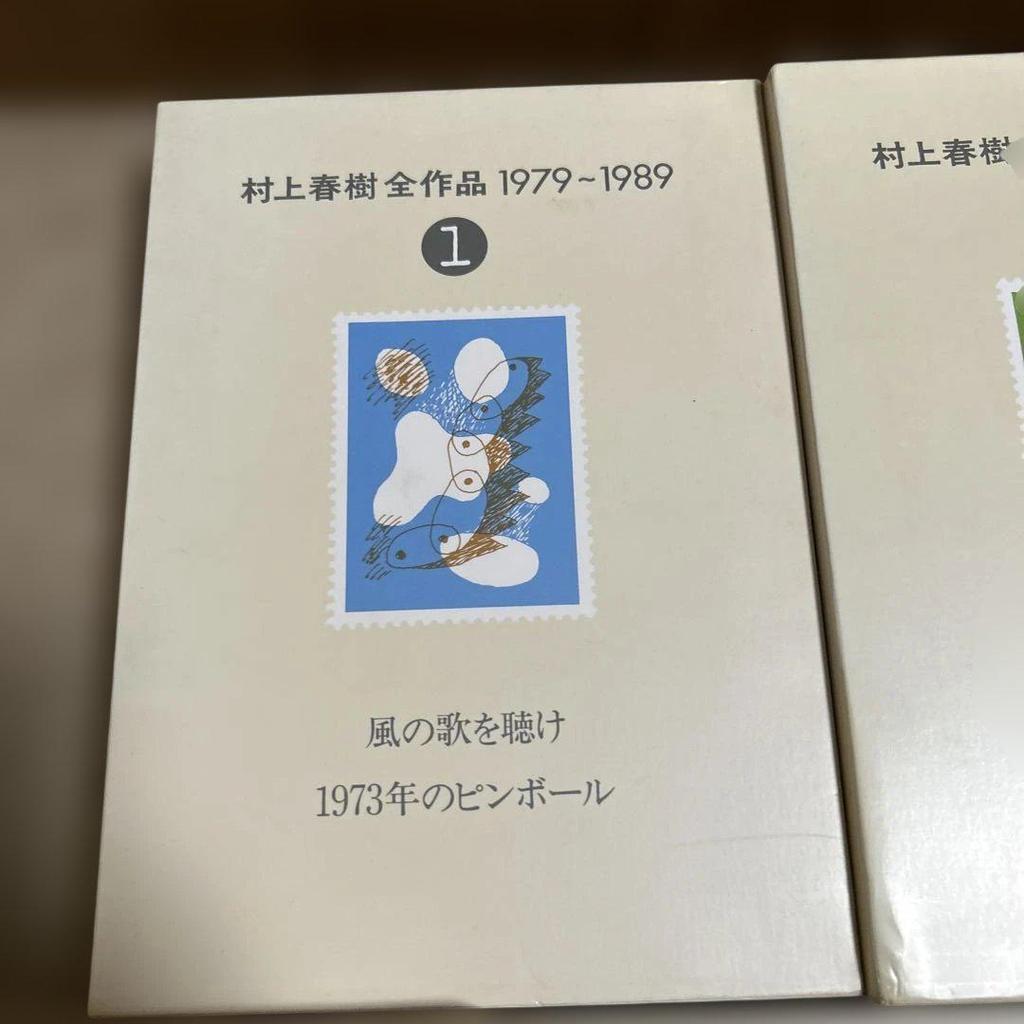 村上春樹 全作品 1979~1989
1
風の歌を聴け
1973年のピンボール
村上春樹